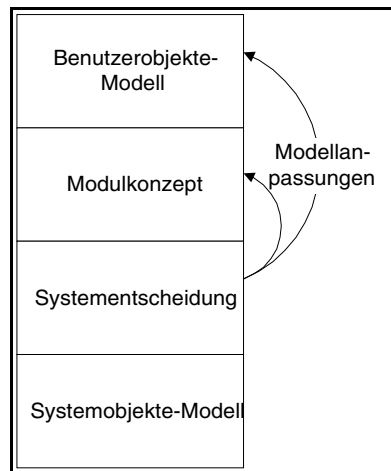 Benutzerobjekte-
Modell
Modellan-
passungen
Modulkonzept
Systementscheidung
Systemobjekte-Modell